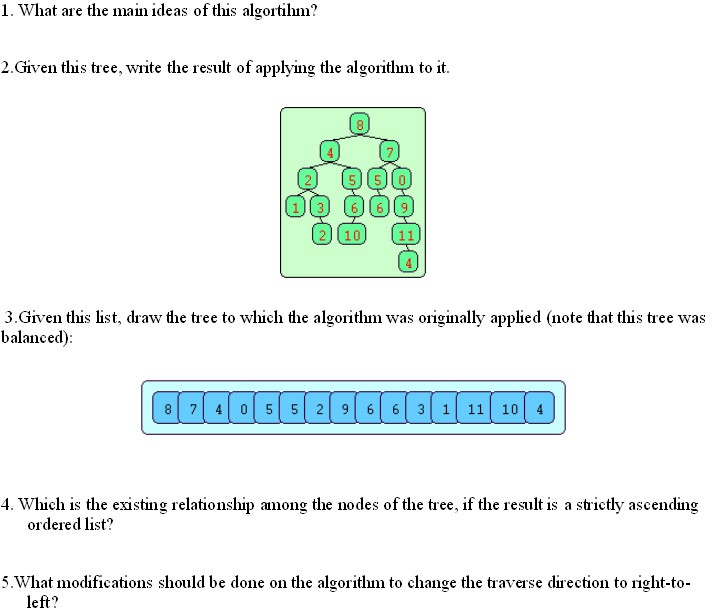 1. What are the main ideas of this algortihm?
2.Given this tree, write the result of applying the algorithm to it.
8
4 7
2 5 5 0
1 3 6 6 9
2 10 11
4
3.Given this list, draw the tree to which the algorithm was originally applied (note that this tree was
balanced):
8 7 4 0 5 5 2 9 6 6 3 1 11 10 4
4. Which is the existing relationship among the nodes of the tree, if the result is a strictly ascending
ordered list?
5.What modifications should be done on the algorithm to change the traverse direction to right-to-
left?